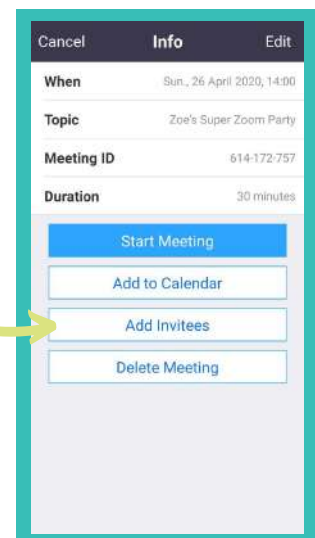 Cancel Info Edit
When Sun., 26 April 2020, 14:00
Topic Zoe's Super Zoom Party
Meeting ID 614-172-757
Duration 30 minutes
Start Meeting
Add to Calendar
Add Invitees
Delete Meeting